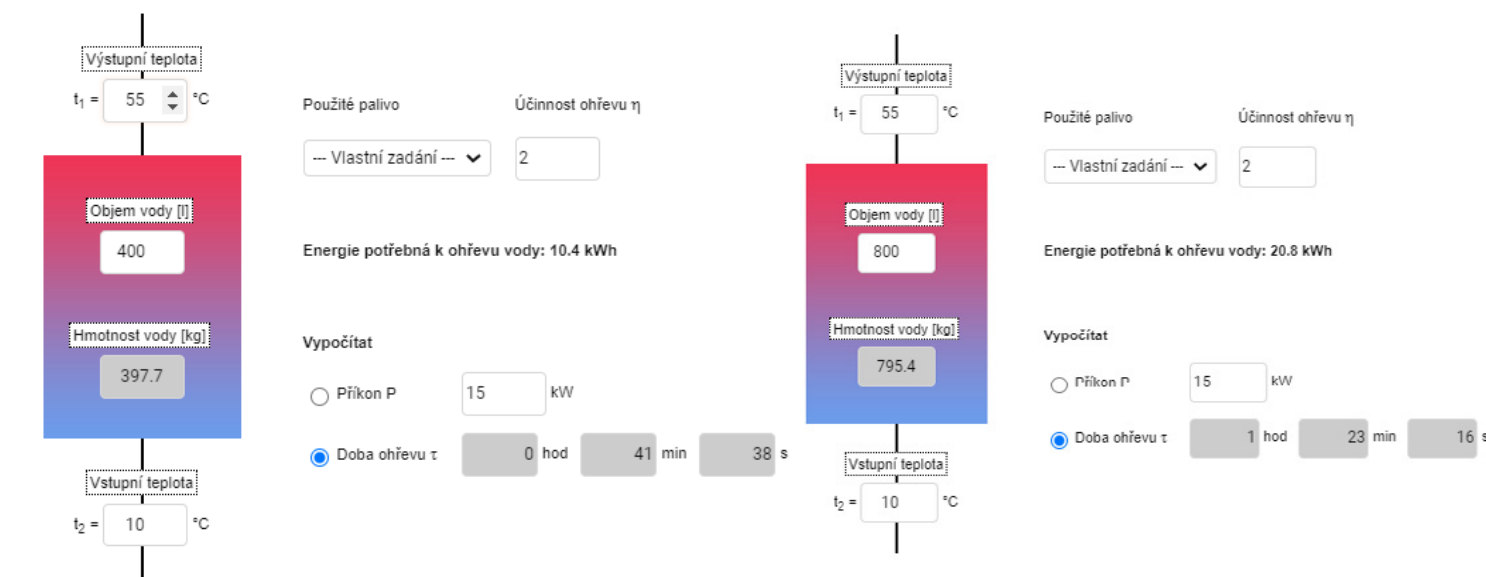 Výstupní teplota
t1 = 55 °C
Použité palivo Účinnost ohřevu η
--- Vlastní zadání --- 2
Objem vody [l]
400
Energie potřebná k ohřevu vody: 10.4 kWh
Hmotnost vody [kg]
397.7
Vypočítat
Příkon P 15 kW
Doba ohřevu τ 0 hod 41 min 38 s
Vstupní teplota
t2 = 10 °C
Výstupní teplota
t1 = 55 °C
Použité palivo Účinnost ohřevu η
--- Vlastní zadání --- 2
Objem vody [l]
800
Energie potřebná k ohřevu vody: 20.8 kWh
Hmotnost vody [kg]
795.4
Vypočítat
Příkon P 15 kW
Doba ohřevu τ 1 hod 23 min 16 s
Vstupní teplota
t2 = 10 °C